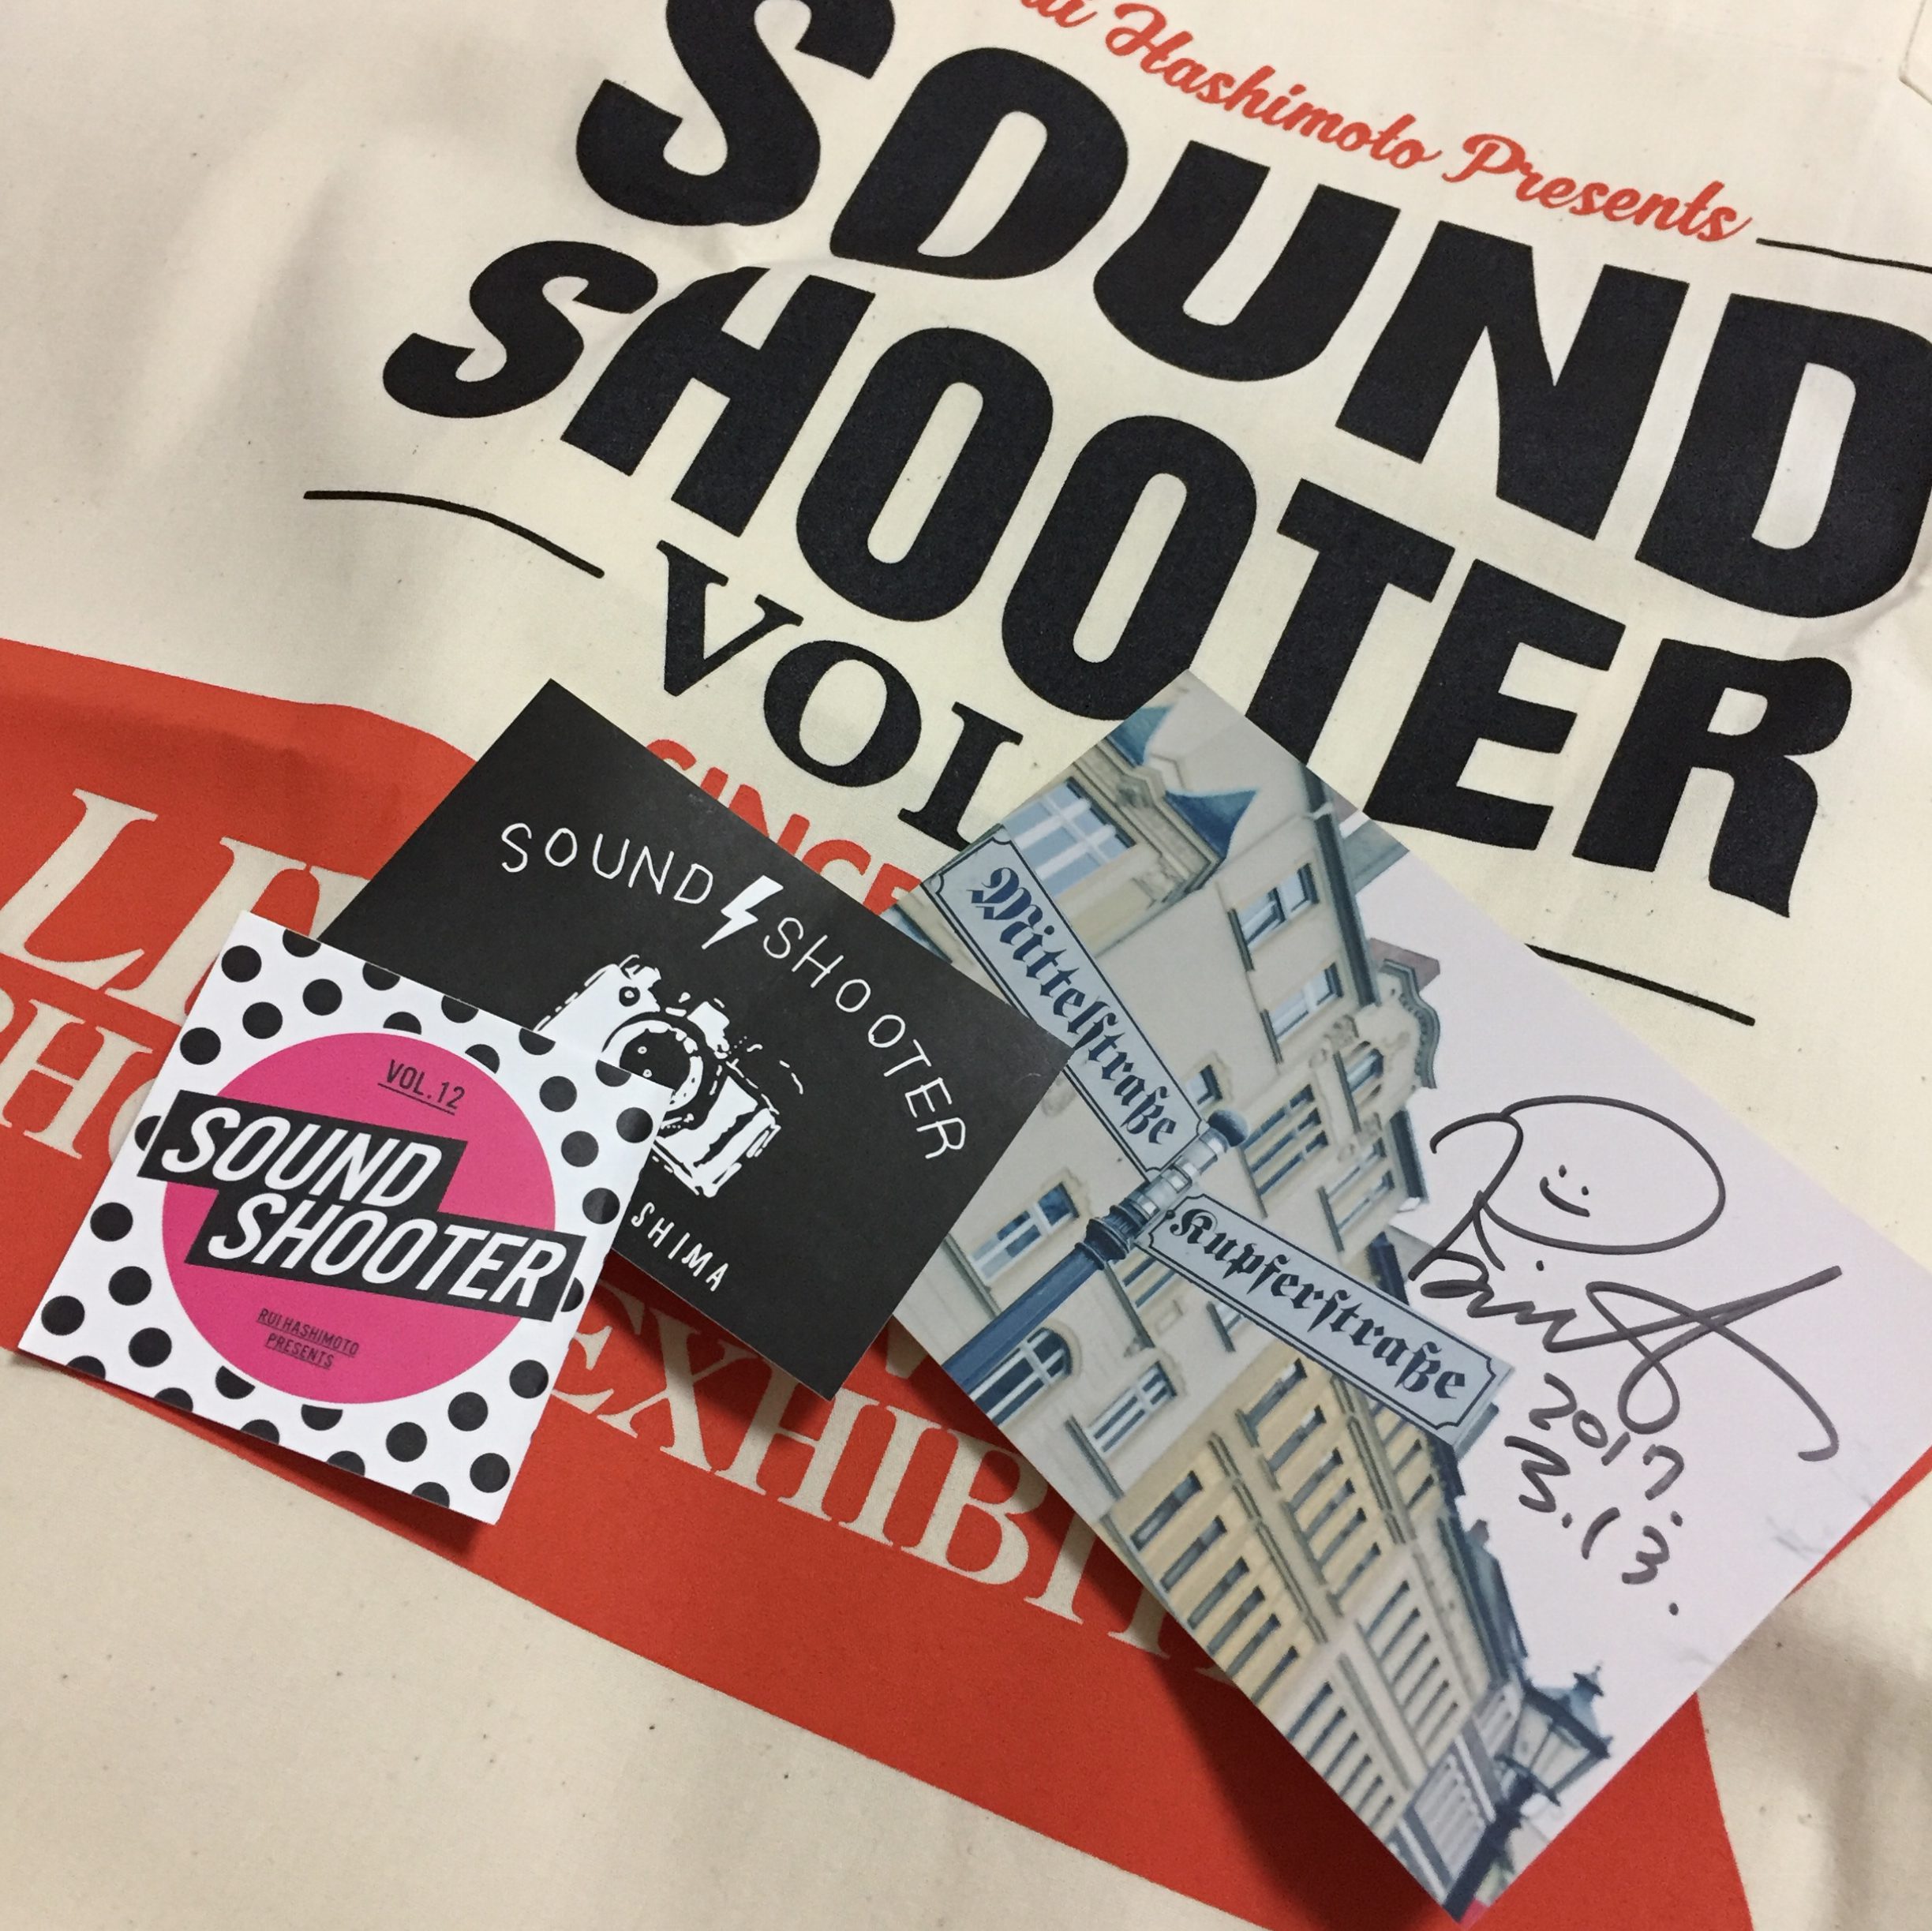 Hashimoto Presents
SOUND
SHOOTER
VOL
SINCE
EXHIBIT
SOUND SHOOTER
SHIMA
VOL.12
SOUND
SHOOTER
RUI HASHIMOTO
PRESENTS
Mittelstraße
Kupferstraße
2017.
3.13.